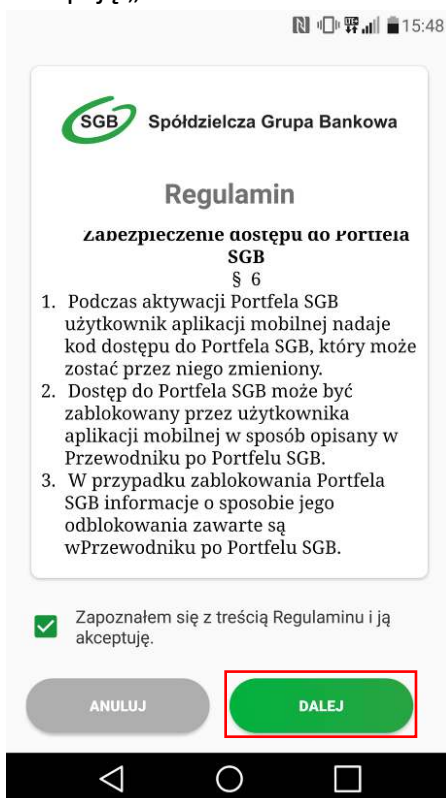 15:48
SGB Spółdzielcza Grupa Bankowa
Regulamin
Zabezpieczenie dostępu do Portfela
SGB
§ 6
1. Podczas aktywacji Portfela SGB
użytkownik aplikacji mobilnej nadaje
kod dostępu do Portfela SGB, który może
zostać przez niego zmieniony.
2. Dostęp do Portfela SGB może być
zablokowany przez użytkownika
aplikacji mobilnej w sposób opisany w
Przewodniku po Portfelu SGB.
3. W przypadku zablokowania Portfela
SGB informacje o sposobie jego
odblokowania zawarte są
wPrzewodniku po Portfelu SGB.
Zapoznałem się z treścią Regulaminu i ją
akceptuję.
ANULUJ
DALEJ